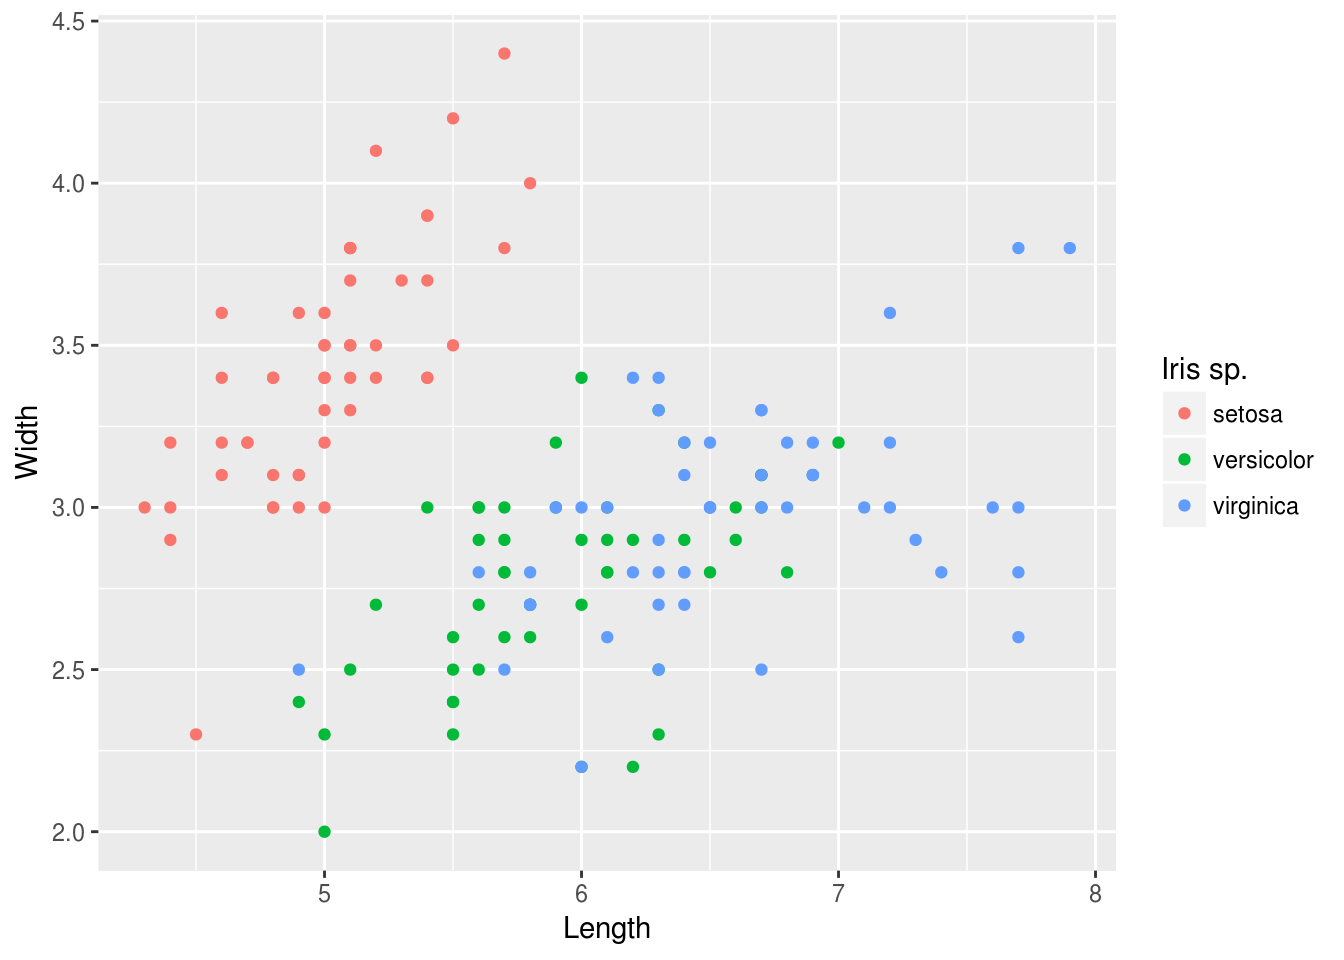 4.5
4.0
3.5
3.0
2.5
2.0
Width
5 6 7 8
Length
Iris sp.
setosa
versicolor
virginica